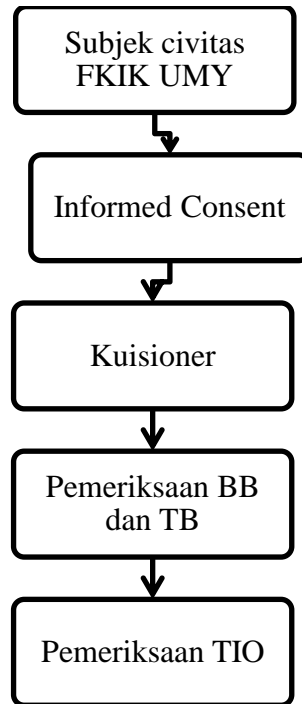 Subjek civitas
FKIK UMY
Informed Consent
Kuisioner
Pemeriksaan BB
dan TB
Pemeriksaan TIO